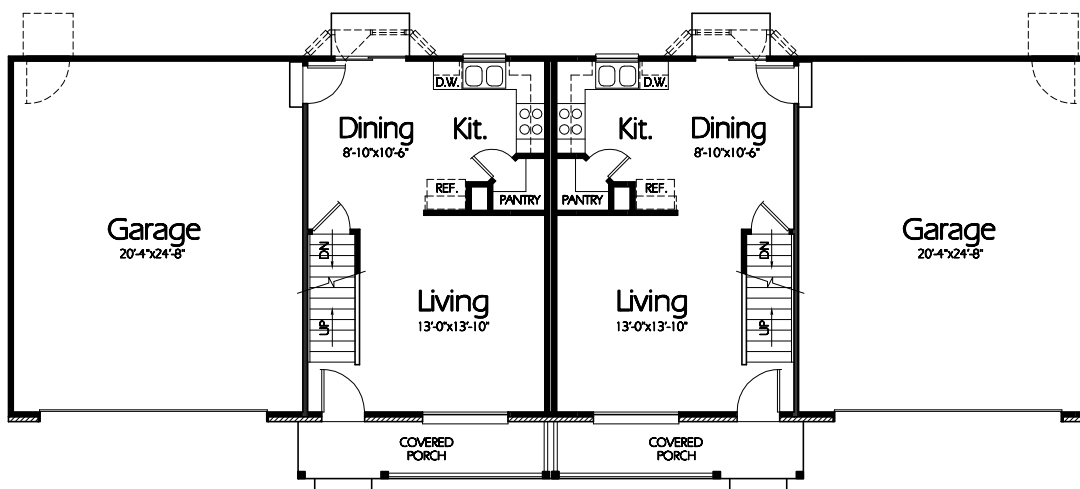 D.W.
D.W.
Dining
8'-10"x10'-6"
Kit.
Kit.
Dining
8'-10"x10'-6"
REF.
PANTRY
PANTRY
REF.
Garage
20'-4"x24'-8"
DN
UP
Living
13'-0"x13'-10"
Living
13'-0"x13'-10"
DN
UP
Garage
20'-4"x24'-8"
COVERED
PORCH
COVERED
PORCH